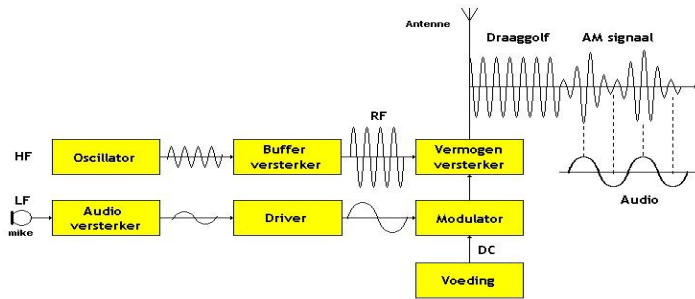 Antenne
Draaggolf
AM signaal
RF
HF
Oscillator
Buffer
versterker
Vermogen
versterker
LF
mike
Audio
versterker
Driver
Modulator
Audio
DC
Voeding